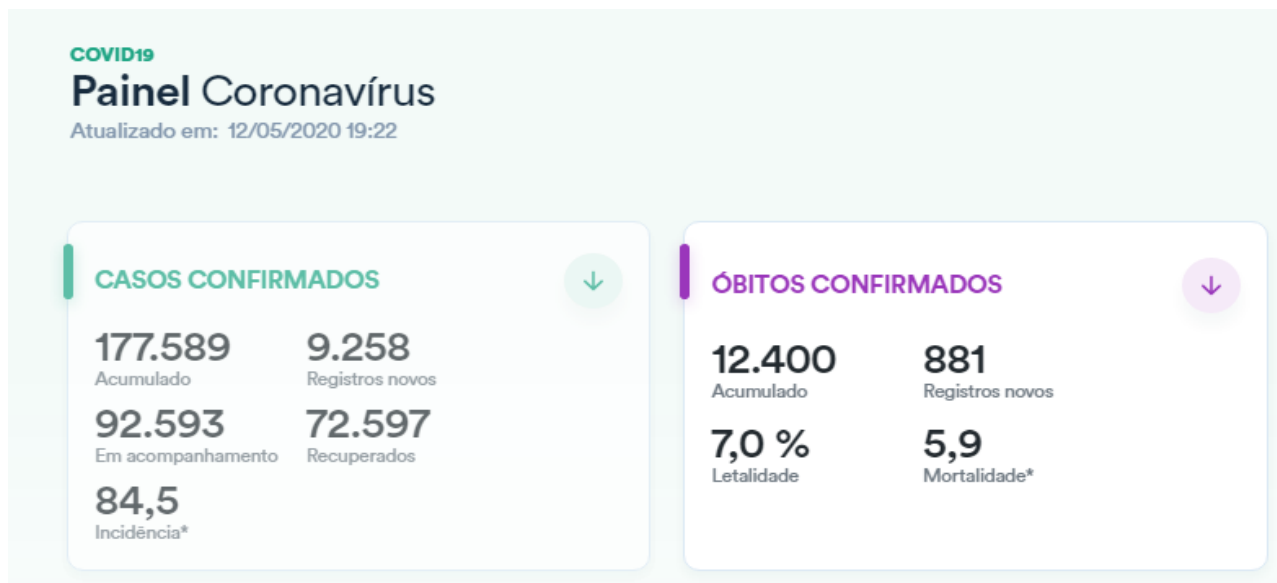 COVID19
Painel Coronavírus
Atualizado em: 12/05/2020 19:22
CASOS CONFIRMADOS
177.589 9.258
Acumulado Registros novos
92.593 72.597
Em acompanhamento Recuperados
84,5
Incidência*
ÓBITOS CONFIRMADOS
12.400 881
Acumulado Registros novos
7,0 % 5,9
Letalidade Mortalidade*